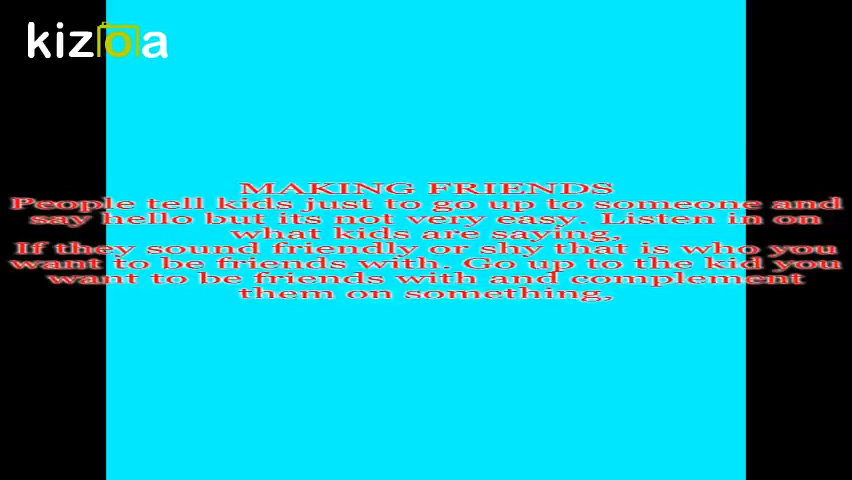 kizoa
MAKING FRIENDS
People tell kids just to go up to someone and
say hello but its not very easy. Listen in on
what kids are saying,
If they sound friendly or shy that is who you
want to be friends with. Go up to the kid you
want to be friends with and complement
them on something,